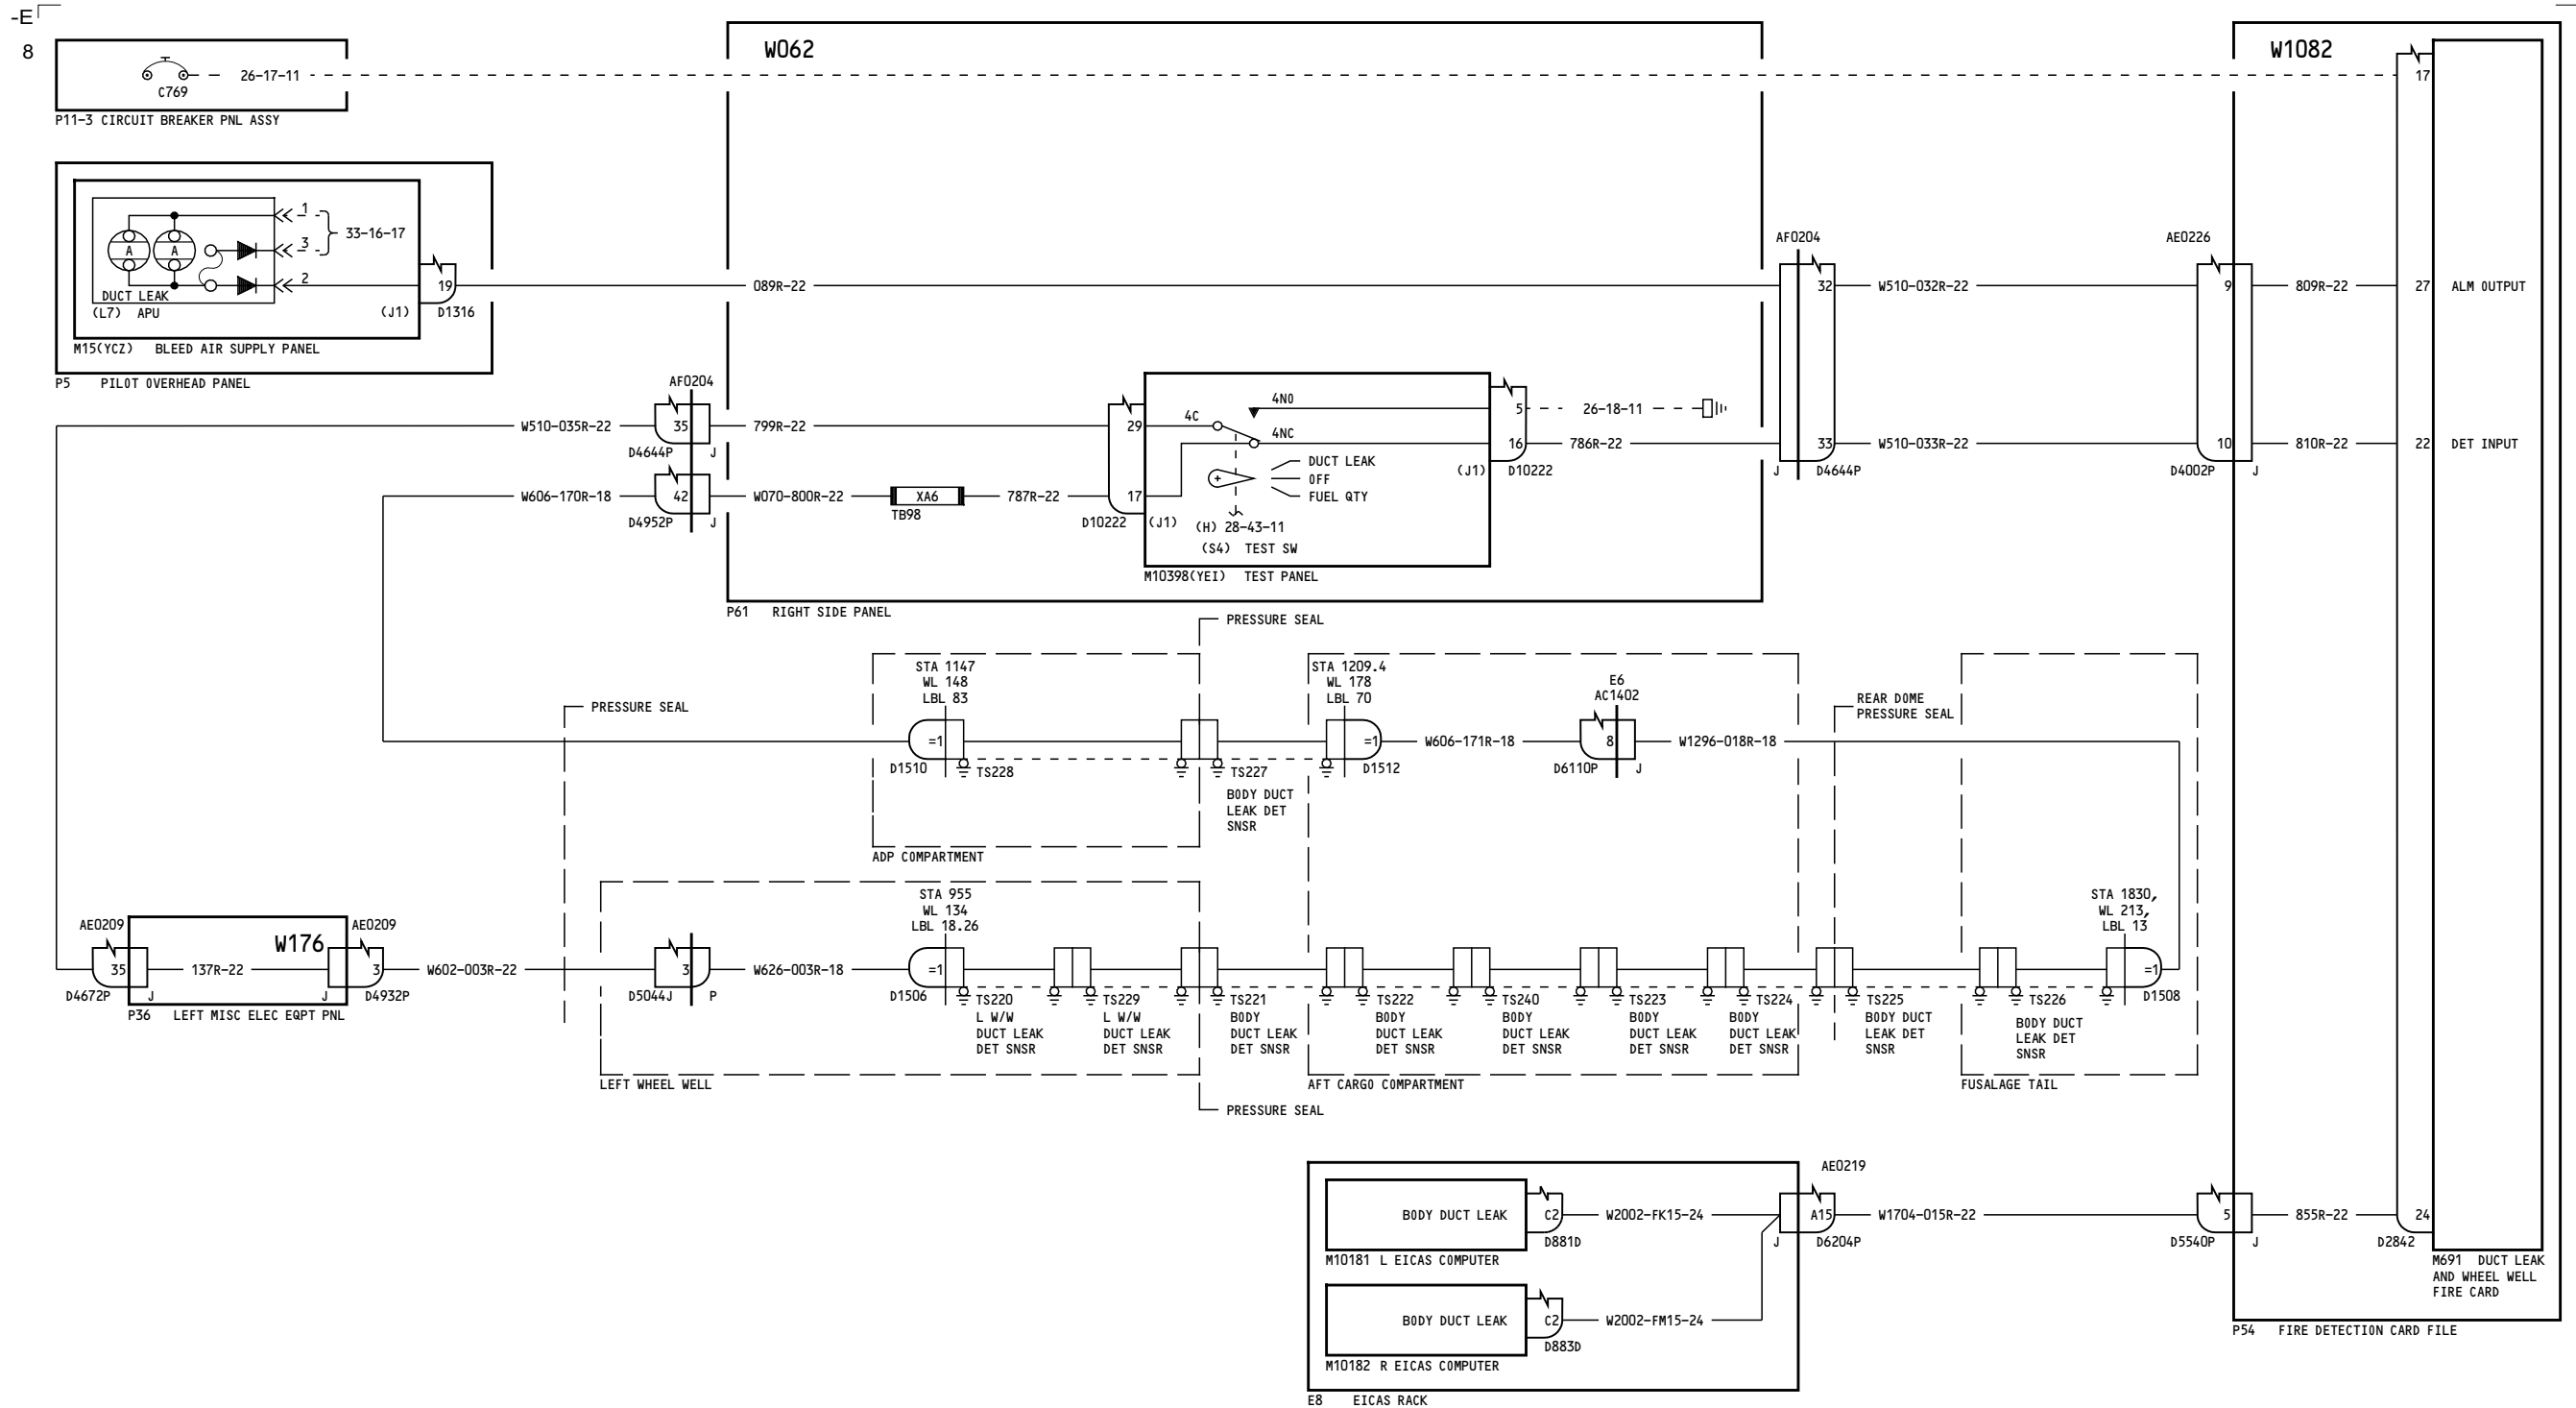 -E
8
W062
W1082
26-17-11
17
C769
P11-3 CIRCUIT BREAKER PNL ASSY
1
3
33-16-17
A
A
2
DUCT LEAK
(L7) APU
(J1)
19
D1316
M15(YCZ) BLEED AIR SUPPLY PANEL
P5 PILOT OVERHEAD PANEL
089R-22
AF0204
32
W510-032R-22
AE0226
9
809R-22
27
ALM OUTPUT
AF0204
W510-035R-22
35
799R-22
D4644P
J
29
4C
4NO
4NC
5
26-18-11
16
786R-22
33
W510-033R-22
10
810R-22
22
DET INPUT
(J1)
D10222
J
D4644P
D4002P
J
DUCT LEAK
OFF
FUEL QTY
+
W606-170R-18
42
W070-800R-22
XA6
787R-22
17
D4952P
J
TB98
D10222
(J1)
(H) 28-43-11
(S4) TEST SW
M10398(YEI) TEST PANEL
P61 RIGHT SIDE PANEL
PRESSURE SEAL
STA 1147
WL 148
LBL 83
STA 1209.4
WL 178
LBL 70
E6
AC1402
REAR DOME
PRESSURE SEAL
PRESSURE SEAL
=1
=1
W606-171R-18
8
W1296-018R-18
D1510
TS228
TS227
D1512
D6110P
J
BODY DUCT
LEAK DET
SNSR
ADP COMPARTMENT
STA 955
WL 134
LBL 18.26
STA 1830,
WL 213,
LBL 13
AE0209
W176
AE0209
35
137R-22
3
W602-003R-22
3
W626-003R-18
=1
=1
D4672P
J
J
D4932P
D5044J
P
D1506
D1508
P36 LEFT MISC ELEC EQPT PNL
TS220
L W/W
DUCT LEAK
DET SNSR
TS229
L W/W
DUCT LEAK
DET SNSR
TS221
BODY
DUCT LEAK
DET SNSR
TS222
BODY
DUCT LEAK
DET SNSR
TS240
BODY
DUCT LEAK
DET SNSR
TS223
BODY
DUCT LEAK
DET SNSR
TS224
BODY
DUCT LEAK
DET SNSR
TS225
BODY DUCT
LEAK DET
SNSR
TS226
BODY DUCT
LEAK DET
SNSR
LEFT WHEEL WELL
AFT CARGO COMPARTMENT
FUSALAGE TAIL
PRESSURE SEAL
AE0219
BODY DUCT LEAK
C2
W2002-FK15-24
A15
W1704-015R-22
5
855R-22
24
D881D
J
D6204P
D5540P
J
D2842
M10181 L EICAS COMPUTER
M691 DUCT LEAK
AND WHEEL WELL
FIRE CARD
BODY DUCT LEAK
C2
W2002-FM15-24
D883D
M10182 R EICAS COMPUTER
P54 FIRE DETECTION CARD FILE
E8 EICAS RACK